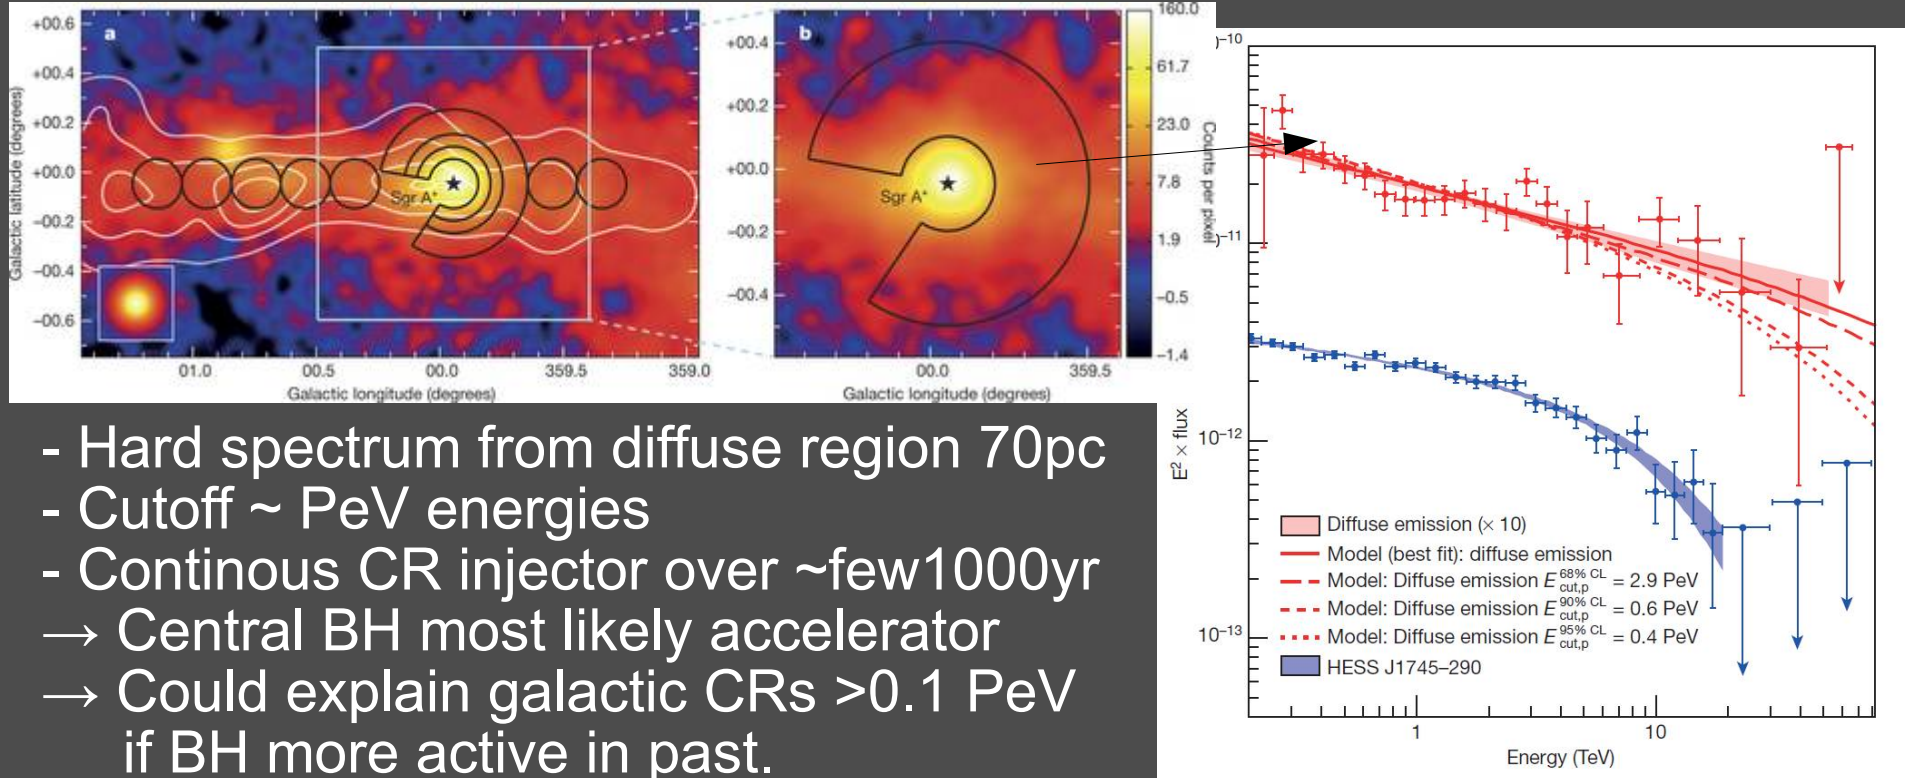 +00.6
+00.4
+00.2
+00.0
−00.2
−00.4
−00.6
Galactic latitude (degrees)
a
Sgr A*
01.0
00.5
00.0
359.5
359.0
Galactic longitude (degrees)
+00.4
+00.2
+00.0
−00.2
−00.4
b
Sgr A*
00.0
359.5
Galactic longitude (degrees)
160.0
61.7
23.0
7.8
1.9
−0.5
−1.4
Counts per pixel
)−10
)−11
10−12
10−13
E2 × flux
Diffuse emission (× 10)
Model (best fit): diffuse emission
Model: Diffuse emission E 68% CL cut,p = 2.9 PeV
Model: Diffuse emission E 90% CL cut,p = 0.6 PeV
Model: Diffuse emission E 95% CL cut,p = 0.4 PeV
HESS J1745–290
1
10
Energy (TeV)
- Hard spectrum from diffuse region 70pc
- Cutoff ~ PeV energies
- Continous CR injector over ~few1000yr
→ Central BH most likely accelerator
→ Could explain galactic CRs >0.1 PeV
if BH more active in past.